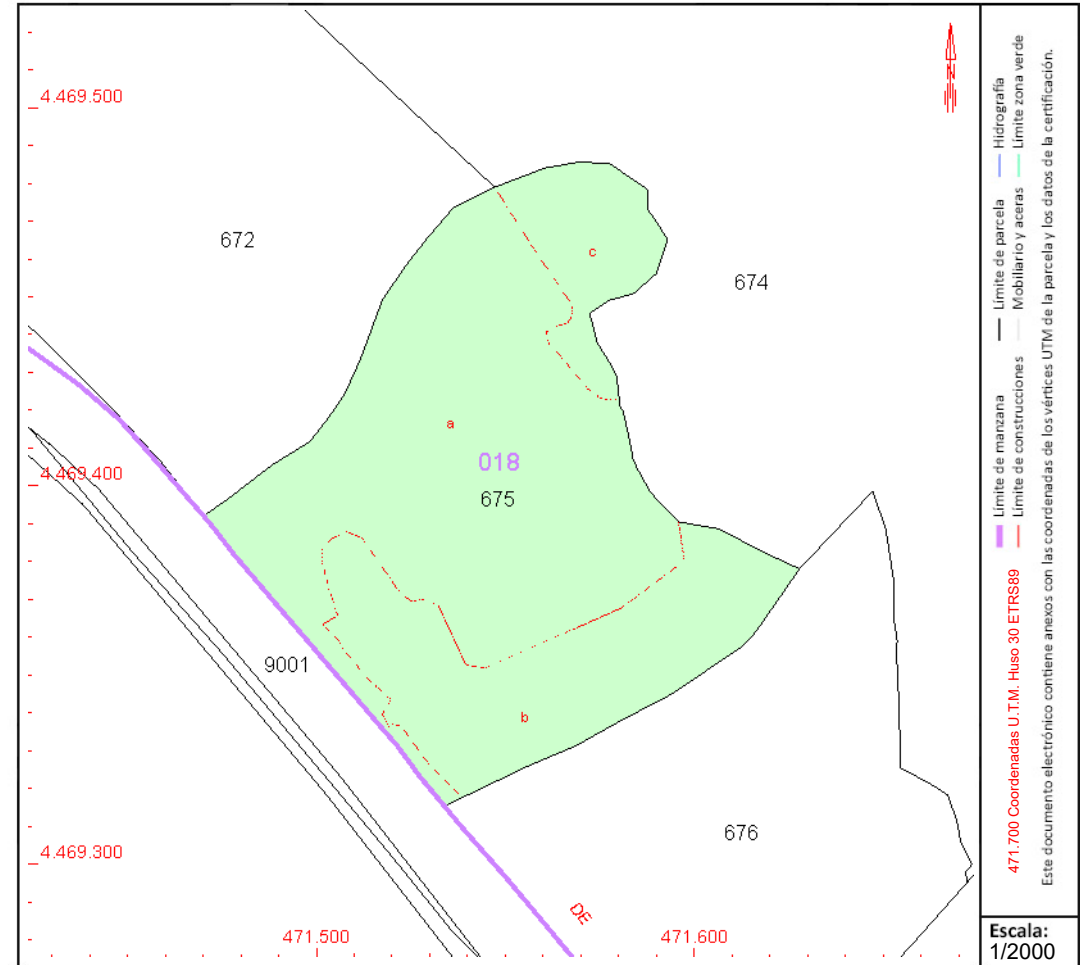 4.469.500
N
672
c
674
a
018
4.469.400
675
9001
b
676
4.469.300
DE
471.500
471.600
471.700 Coordenadas U.T.M. Huso 30 ETRS89
Límite de manzana
Límite de parcela
Hidrografía
Límite de construcciones
Mobiliario y aceras
Límite zona verde
Este documento electrónico contiene anexos con las coordenadas de los vértices UTM de la parcela y los datos de la certificación.
Escala:
1/2000